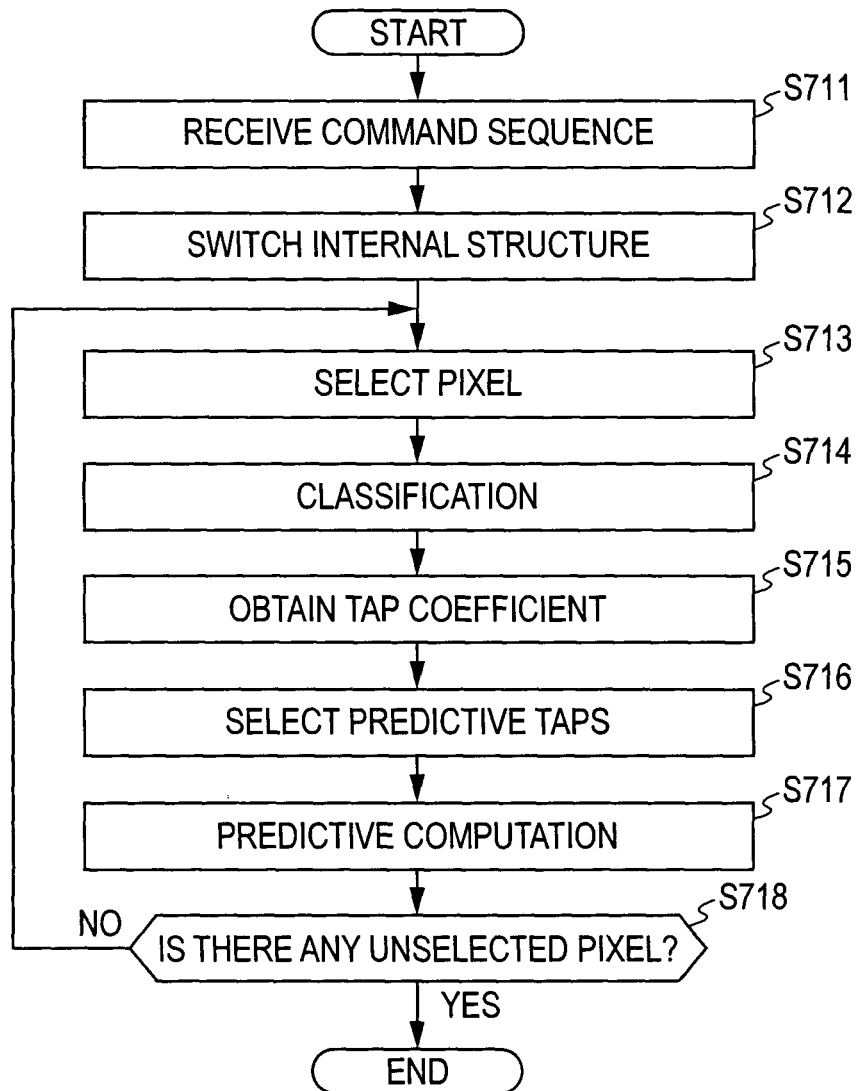 START
S711
RECEIVE COMMAND SEQUENCE
S712
SWITCH INTERNAL STRUCTURE
S713
SELECT PIXEL
S714
CLASSIFICATION
S715
OBTAIN TAP COEFFICIENT
S716
SELECT PREDICTIVE TAPS
S717
PREDICTIVE COMPUTATION
S718
NO
IS THERE ANY UNSELECTED PIXEL?
YES
END